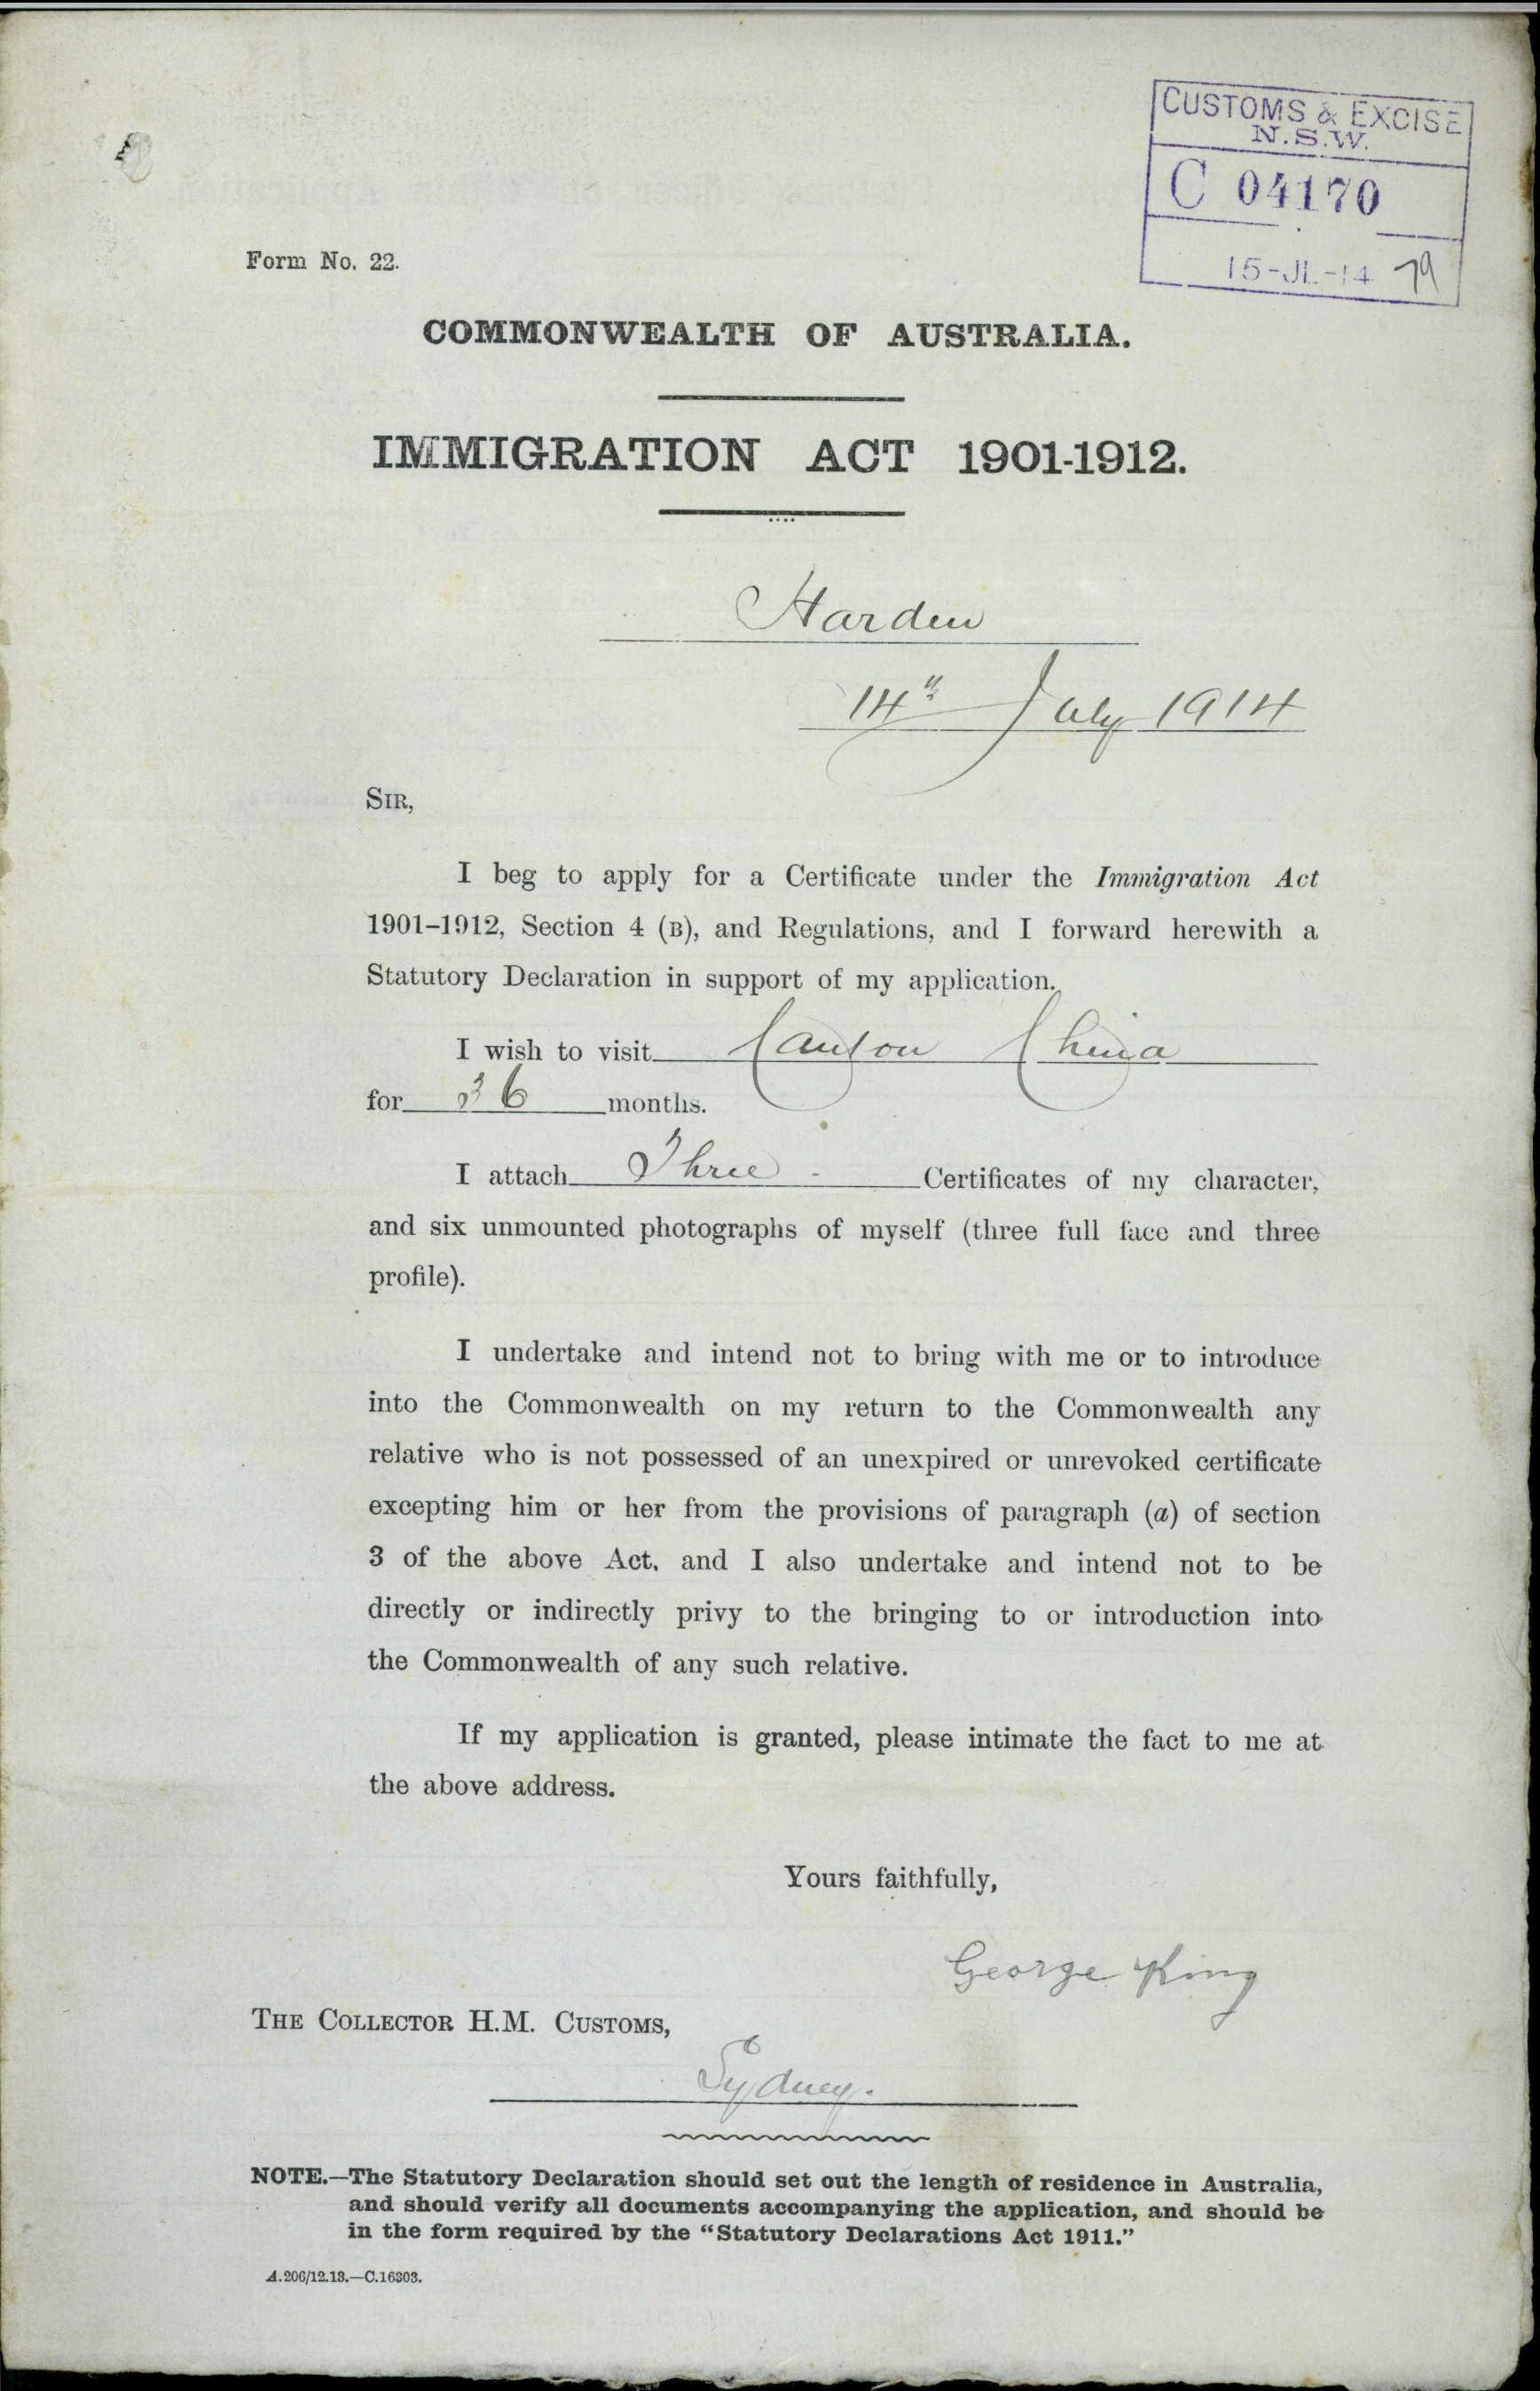 CUSTOMS & EXCISE
N.S.W.
C 04170
15-JL-14 79
Form No. 22.
COMMONWEALTH OF AUSTRALIA.
IMMIGRATION ACT 1901-1912.
Harden
14th July 1914
SIR,
I beg to apply for a Certificate under the Immigration Act
1901–1912, Section 4 (B), and Regulations, and I forward herewith a
Statutory Declaration in support of my application.
I wish to visit Canton China
for 36 months.
I attach Three - Certificates of my character,
and six unmounted photographs of myself (three full face and three
profile).
I undertake and intend not to bring with me or to introduce
into the Commonwealth on my return to the Commonwealth any
relative who is not possessed of an unexpired or unrevoked certificate
excepting him or her from the provisions of paragraph (a) of section
3 of the above Act, and I also undertake and intend not to be
directly or indirectly privy to the bringing to or introduction into
the Commonwealth of any such relative.
If my application is granted, please intimate the fact to me at
the above address.
Yours faithfully,
George King
THE COLLECTOR H.M. CUSTOMS,
Sydney.
NOTE.—The Statutory Declaration should set out the length of residence in Australia,
and should verify all documents accompanying the application, and should be
in the form required by the “Statutory Declarations Act 1911.”
A.206/12.13.—C.16303.